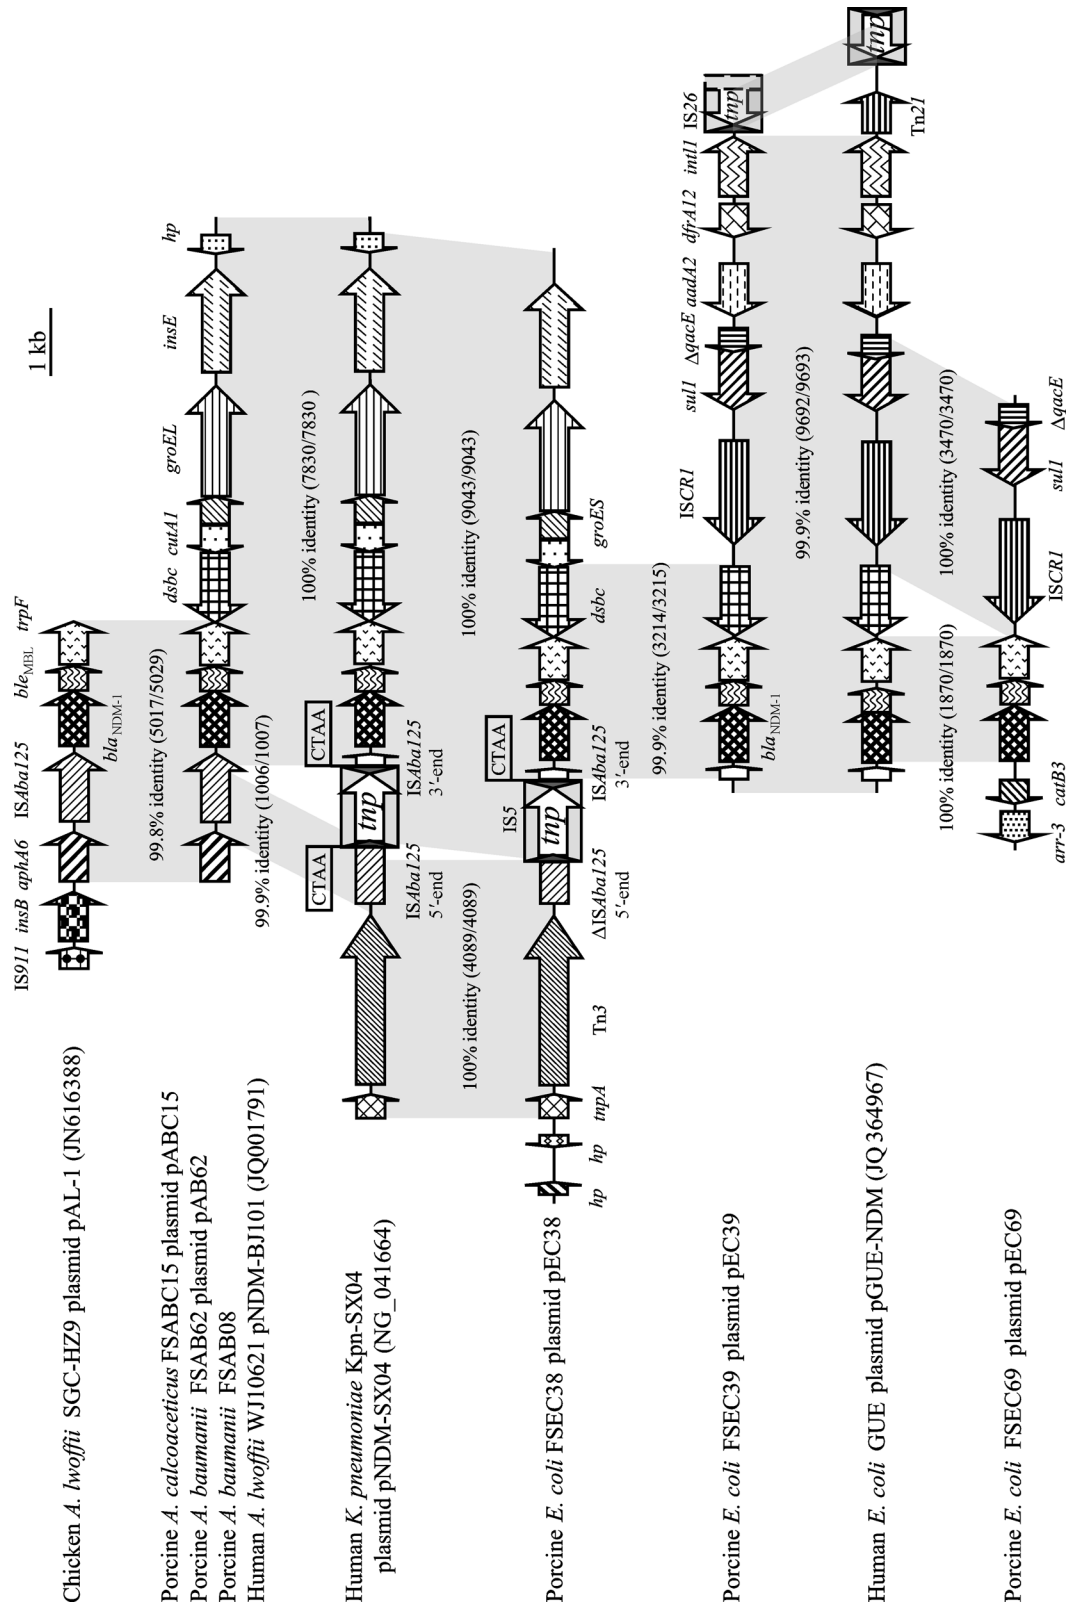 1 kb
IS911 insB aphA6 ISAba125 bleMBL trpF
blaNDM-1
Chicken A. lwoffii SGC-HZ9 plasmid pAL-1 (JN616388)
99.8% identity (5017/5029)
dsbc cutA1 groEL insE hp
Porcine A. calcoaceticus FSABC15 plasmid pABC15
Porcine A. baumanii FSAB62 plasmid pAB62
Porcine A. baumanii FSAB08
Human A. lwoffii WJ10621 pNDM-BJ101 (JQ001791)
99.9% identity (1006/1007)
100% identity (7830/7830 )
CTAA CTAA
tnp
Human K. pneumoniae Kpn-SX04
plasmid pNDM-SX04 (NG_041664)
ISAba125 ISAba125
5′-end 3′-end
100% identity (4089/4089)
100% identity (9043/9043)
CTAA
IS5
tnp
Porcine E. coli FSEC38 plasmid pEC38
hp hp tnpA Tn3 ΔISAba125 ISAba125 dsbc groES
5′-end 3′-end
99.9% identity (3214/3215)
ISCR1 sul1 ΔqacE aadA2 dfrA12 intI1 IS26
tnp
Porcine E. coli FSEC39 plasmid pEC39
blaNDM-1
99.9% identity (9692/9693)
tnp
Human E. coli GUE plasmid pGUE-NDM (JQ 364967)
Tn21
100% identity (1870/1870)
100% identity (3470/3470)
Porcine E. coli FSEC69 plasmid pEC69
arr-3 catB3 ISCR1 sul1 ΔqacE